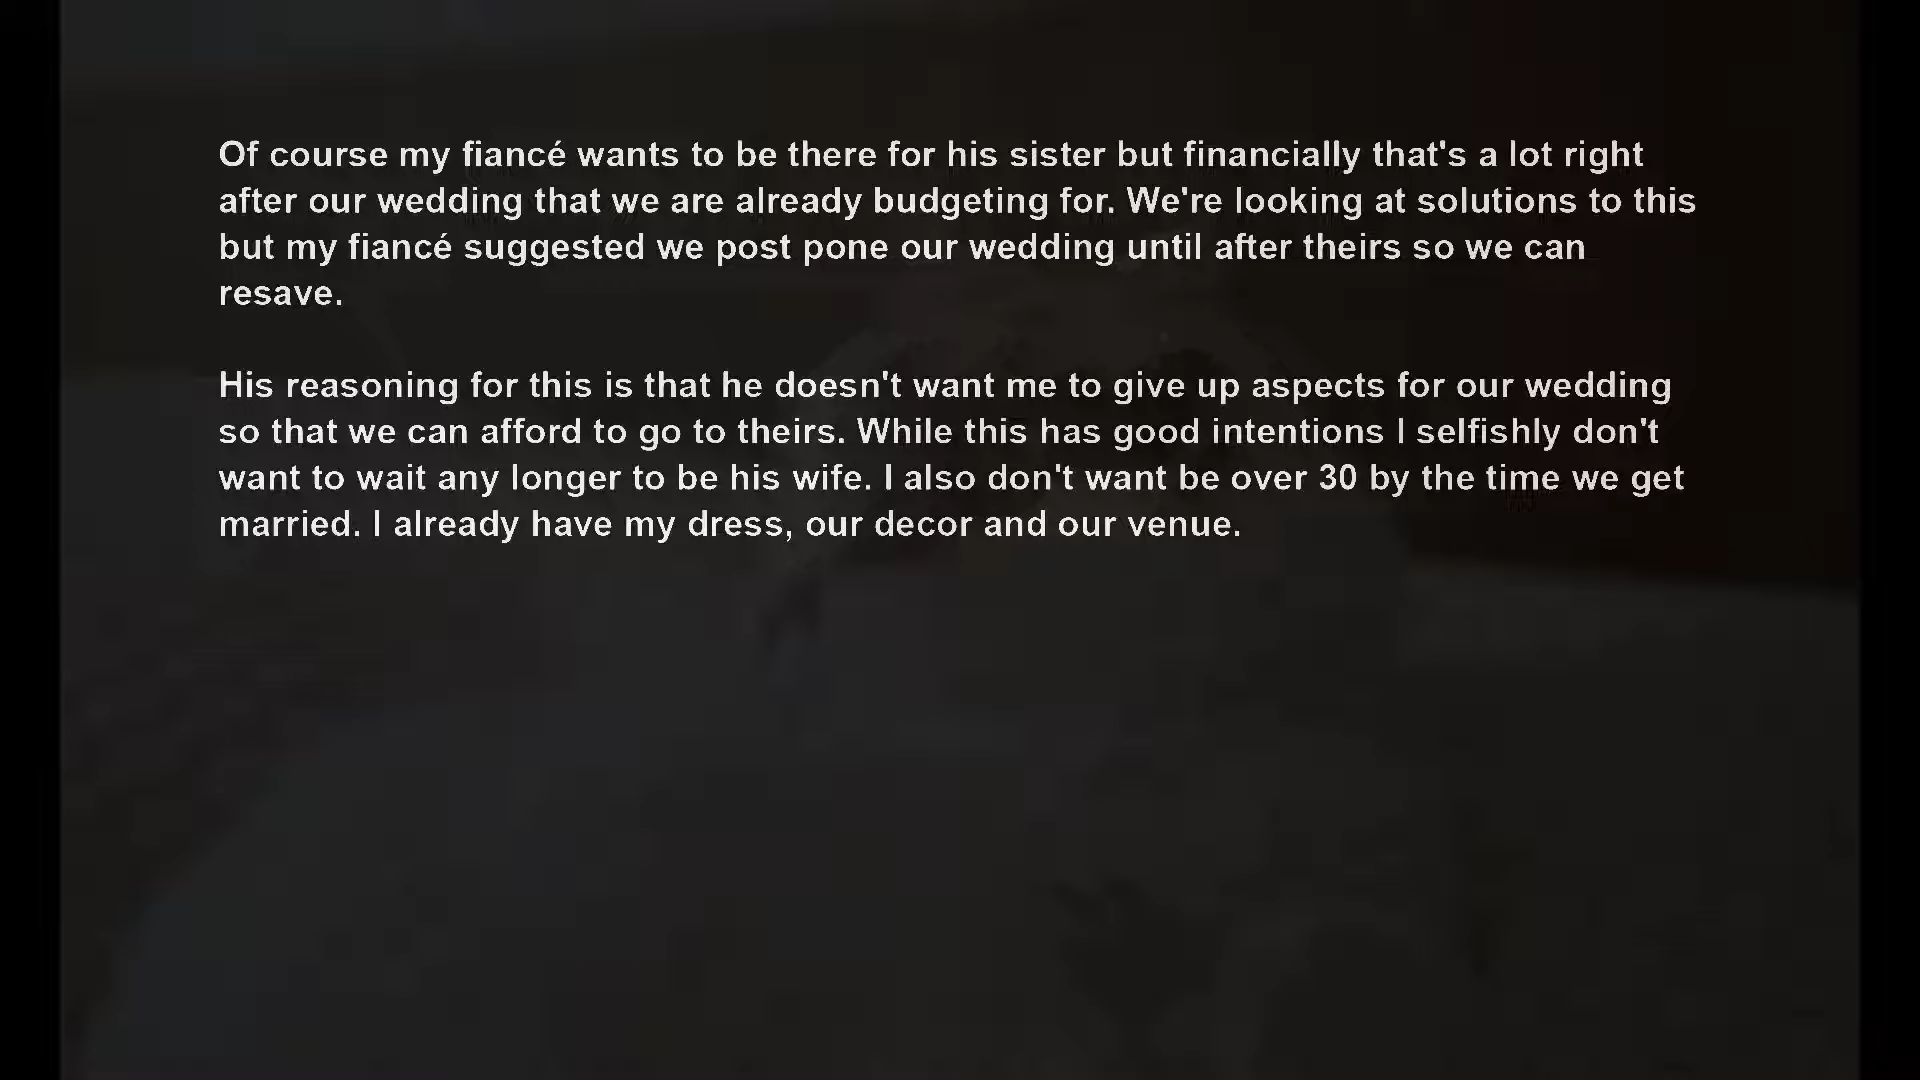 Of course my fiancé wants to be there for his sister but financially that's a lot right
after our wedding that we are already budgeting for. We're looking at solutions to this
but my fiancé suggested we post pone our wedding until after theirs so we can
resave.
His reasoning for this is that he doesn't want me to give up aspects for our wedding
so that we can afford to go to theirs. While this has good intentions I selfishly don't
want to wait any longer to be his wife. I also don't want be over 30 by the time we get
married. I already have my dress, our decor and our venue.